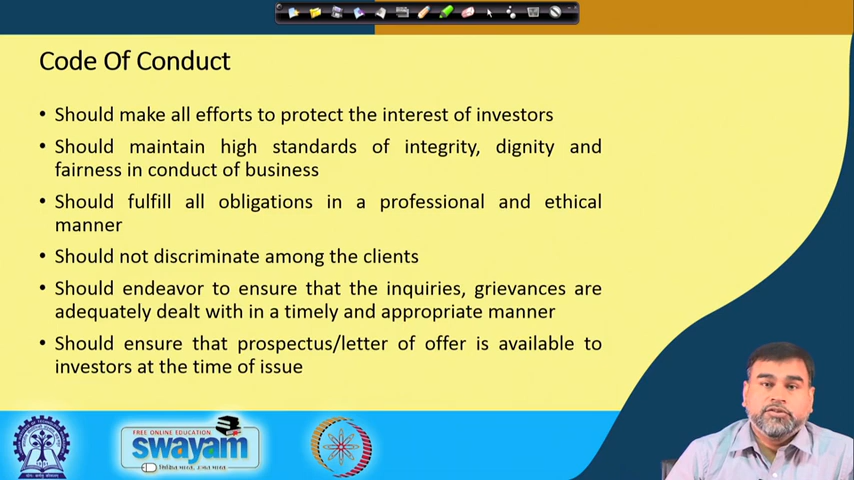 Code Of Conduct
• Should make all efforts to protect the interest of investors
• Should maintain high standards of integrity, dignity and
fairness in conduct of business
• Should fulfill all obligations in a professional and ethical
manner
• Should not discriminate among the clients
• Should endeavor to ensure that the inquiries, grievances are
adequately dealt with in a timely and appropriate manner
• Should ensure that prospectus/letter of offer is available to
investors at the time of issue
FREE ONLINE EDUCATION
swayam